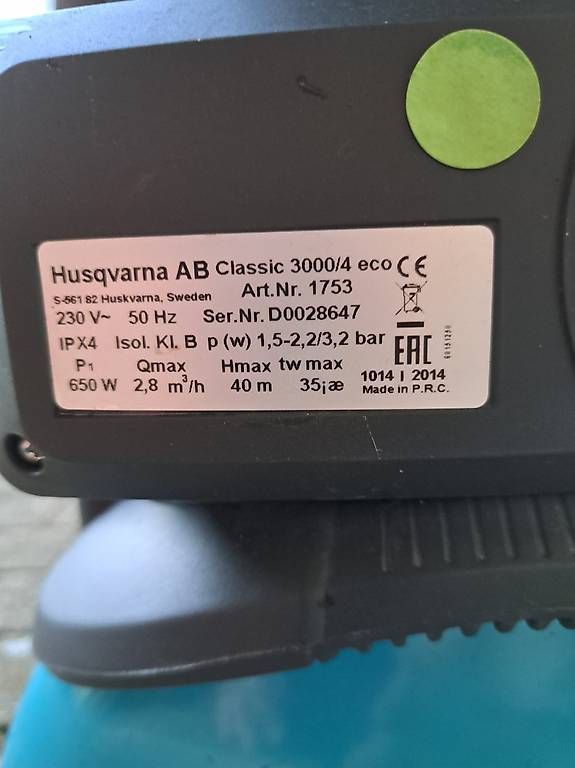 Husqvarna AB Classic 3000/4 eco CE
S-561 82 Huskvarna, Sweden Art.Nr. 1753
230 V~ 50 Hz Ser.Nr. D0028647
IPX4 Isol. Kl. B p (w) 1,5-2,2/3,2 bar
P1 Qmax Hmax tw max
650 W 2,8 m³/h 40 m 35¡æ
EAC
1014 | 2014
Made in P.R.C.